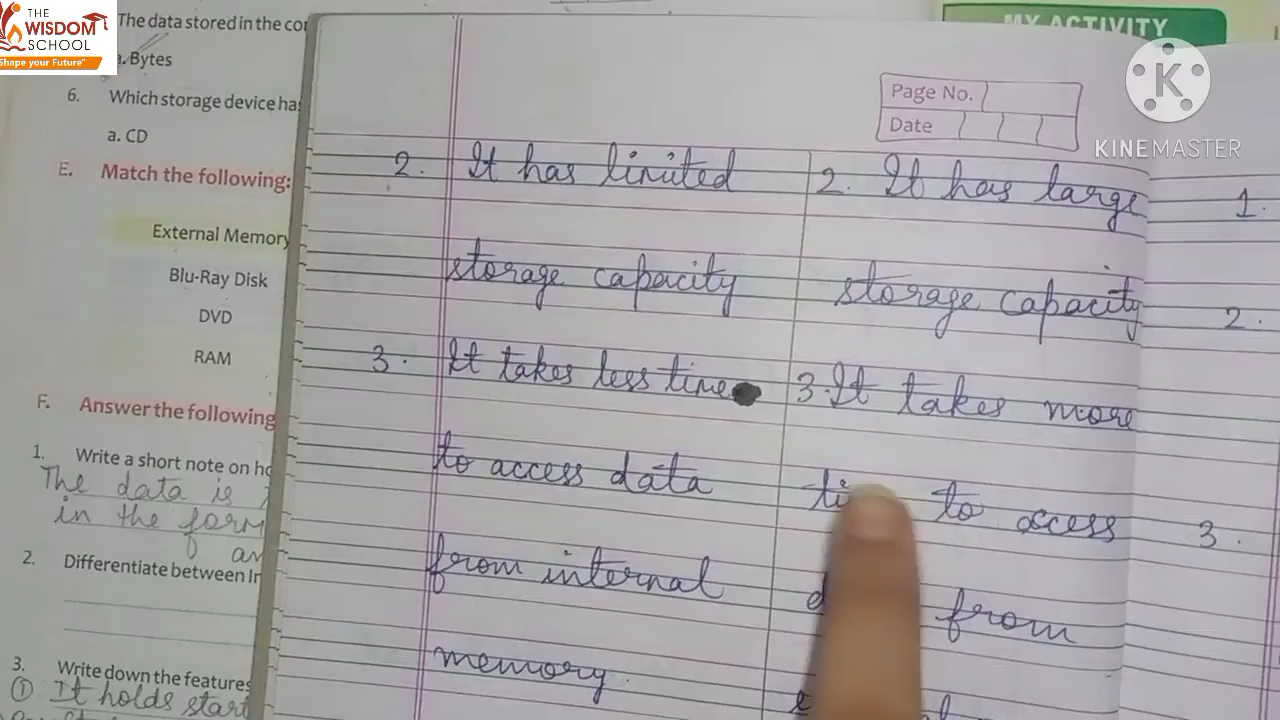 THE
WISDOM
SCHOOL
Shape your Future"
The data stored in the
a. Bytes
6. Which storage device
a. CD
E. Match the following:
External Memory
Blu-Ray Disk
DVD
RAM
F. Answer the following
1. Write a short note on
The data is
in the form
2. Differentiate between
3. Write down the features
① It holds start
MY ACTIVITY
KINEMASTER
Page No.
Date
2. It has limited
storage capacity
3. It takes less time
to access data
from internal
memory.
2. It has large
storage capacity
3. It takes more
to access
from
1.
2.
3.